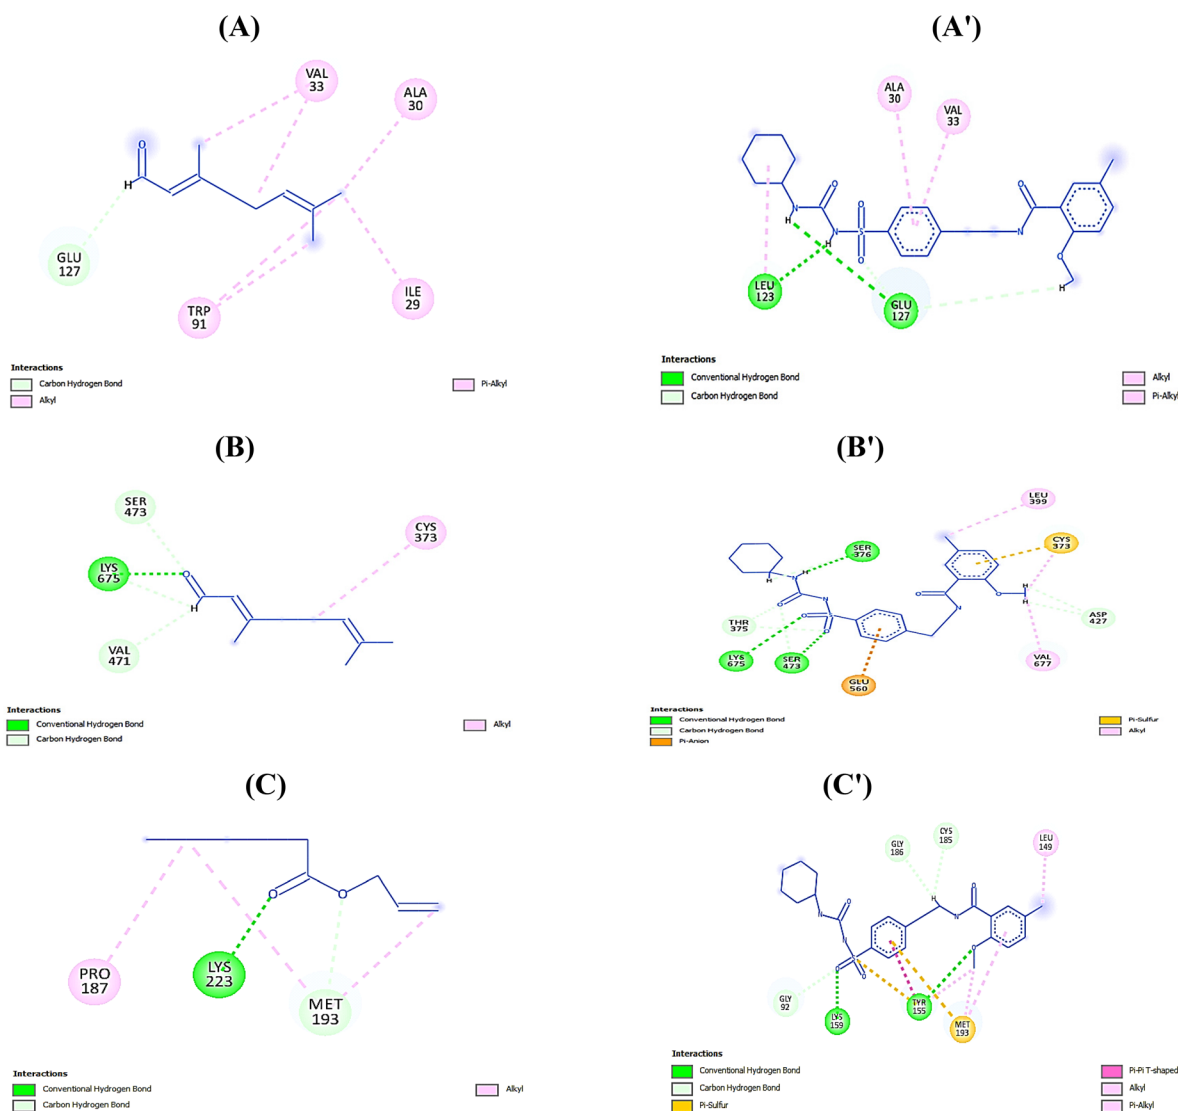 (A)
VAL
33
ALA
30
O
H
GLU
127
TRP
91
ILE
29
Interactions
Carbon Hydrogen Bond
Alkyl
Pi-Alkyl
(A')
ALA
30
VAL
33
O
O
O
N
H
N
H
S
O
N
O
H
LEU
123
GLU
127
Interactions
Conventional Hydrogen Bond
Carbon Hydrogen Bond
Alkyl
Pi-Alkyl
(B)
SER
473
CYS
373
LYS
675
O
H
VAL
471
Interactions
Conventional Hydrogen Bond
Carbon Hydrogen Bond
Alkyl
(B')
LEU
399
SER
376
CYS
373
THR
375
ASP
427
LYS
675
SER
473
VAL
677
GLU
560
Interactions
Conventional Hydrogen Bond
Carbon Hydrogen Bond
Pi-Anion
Pi-Sulfur
Alkyl
(C)
O
O
PRO
187
LYS
223
MET
193
Interactions
Conventional Hydrogen Bond
Carbon Hydrogen Bond
Alkyl
(C')
GLY
186
CYS
185
LEU
149
GLY
92
LYS
159
TYR
155
MET
193
Interactions
Conventional Hydrogen Bond
Carbon Hydrogen Bond
Pi-Sulfur
Pi-Pi T-shaped
Alkyl
Pi-Alkyl